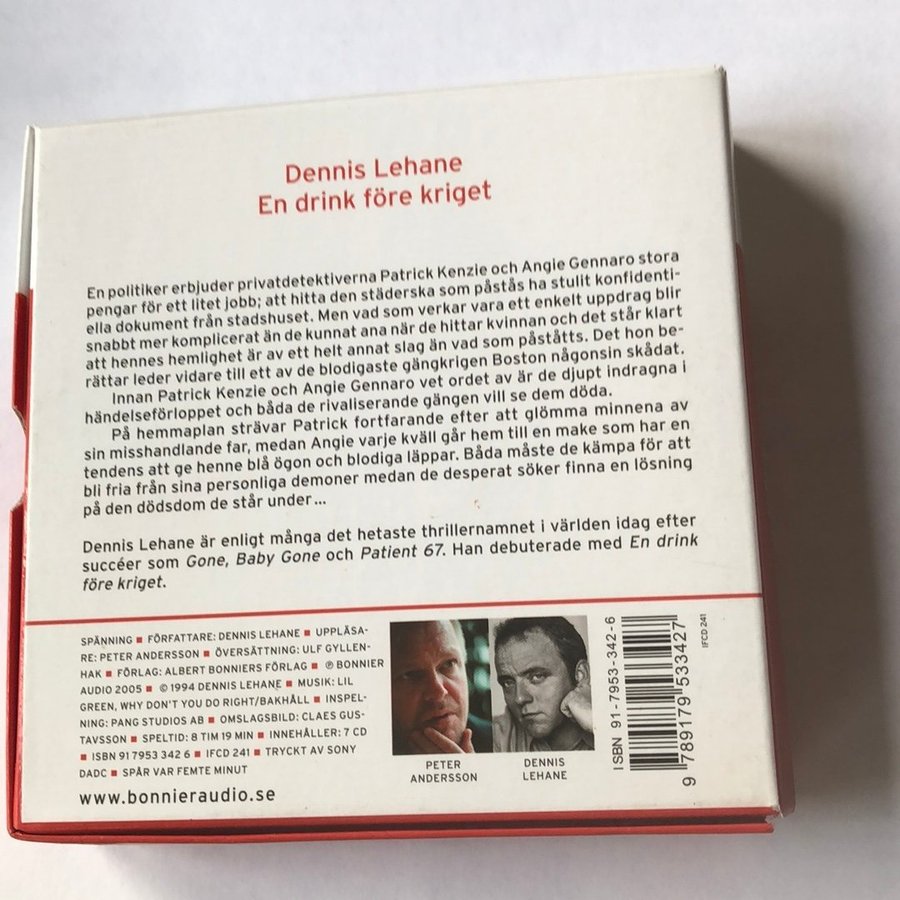 Dennis Lehane
En drink före kriget
En politiker erbjuder privatdetektiverna Patrick Kenzie och Angie Gennaro stora
pengar för ett litet jobb; att hitta den städerska som påstås ha stulit konfidenti-
ella dokument från stadshuset. Men vad som verkar vara ett enkelt uppdrag blir
snabbt mer komplicerat än de kunnat ana när de hittar kvinnan och det står klart
att hennes hemlighet är av ett helt annat slag än vad som påståtts. Det hon be-
rättar leder vidare till ett av de blodigaste gängkrigen Boston någonsin skådat.
Innan Patrick Kenzie och Angie Gennaro vet ordet av är de djupt indragna i
händelseförloppet och båda de rivaliserande gängen vill se dem döda.
På hemmaplan strävar Patrick fortfarande efter att glömma minnena av
sin misshandlande far, medan Angie varje kväll går hem till en make som har en
tendens att ge henne blå ögon och blodiga läppar. Båda måste de kämpa för att
bli fria från sina personliga demoner medan de desperat söker finna en lösning
på den dödsdom de står under...
Dennis Lehane är enligt många det hetaste thrillernamnet i världen idag efter
succéer som Gone, Baby Gone och Patient 67. Han debuterade med En drink
före kriget.
SPÄNNING ■ FÖRFATTARE: DENNIS LEHANE ■ UPPLÄSA-
RE: PETER ANDERSSON ■ ÖVERSÄTTNING: ULF GYLLEN-
HAK ■ FÖRLAG: ALBERT BONNIERS FÖRLAG ■ ℗ BONNIER
AUDIO 2005 ■ © 1994 DENNIS LEHANE ■ MUSIK: LIL
GREEN, WHY DON'T YOU DO RIGHT/BAKHÅLL ■ INSPEL-
NING: PANG STUDIOS AB ■ OMSLAGSBILD: CLAES GUS-
TAVSSON ■ SPELTID: 8 TIM 19 MIN ■ INNEHÅLLER: 7 CD
■ ISBN 91 7953 342 6 ■ IFCD 241 ■ TRYCKT AV SONY
DADC ■ SPÅR VAR FEMTE MINUT
www.bonnieraudio.se
PETER
ANDERSSON
DENNIS
LEHANE
ISBN 91-7953-342-6
9 789179 533427
IFCD 241